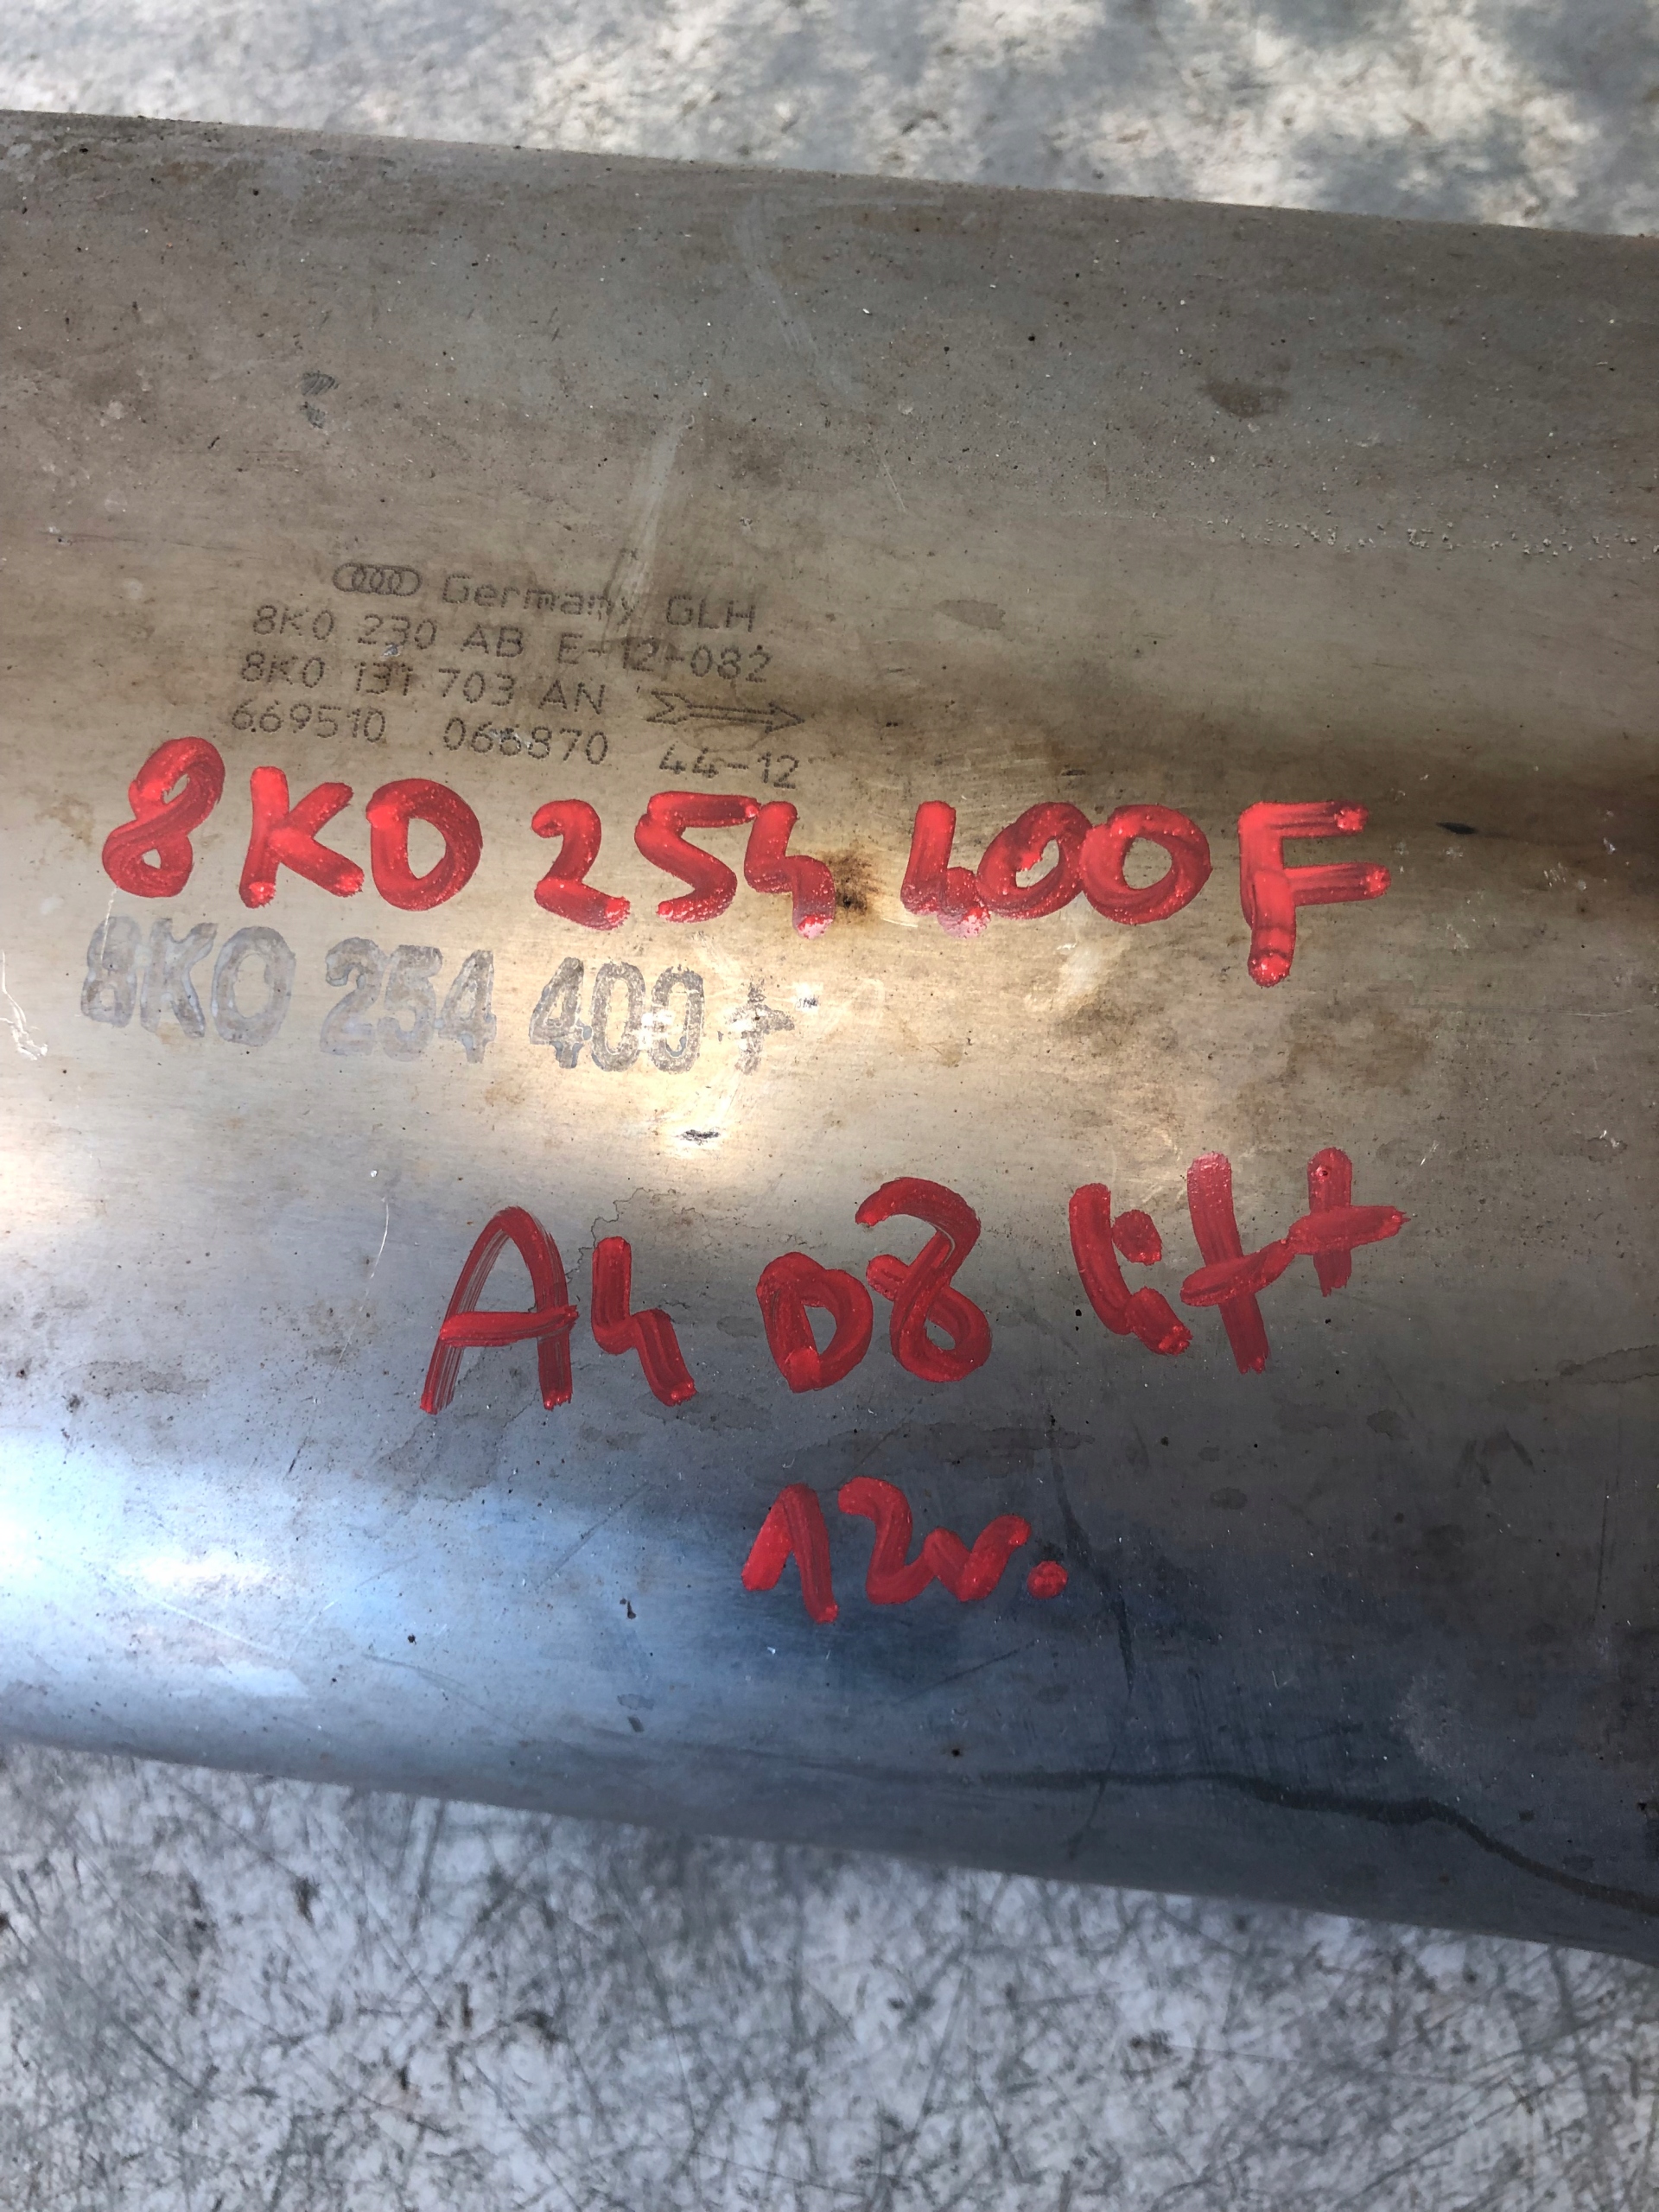 Germany GLH
8K0 230 AB E-12-082
8K0 131 703 AN
669510 066870 44-12
8K0 254 400F
8K0 254 400
A4 D8 lift
12r.